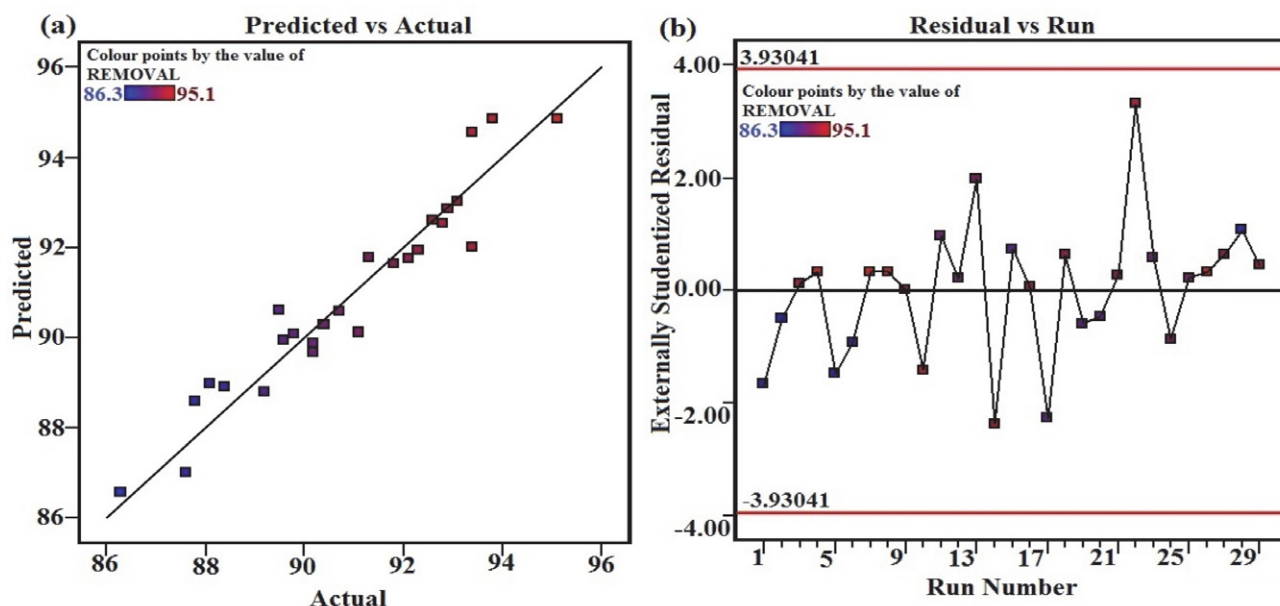 (a)
Predicted vs Actual
Colour points by the value of
REMOVAL
86.3 95.1
96
94
92
90
88
86
Predicted
86 88 90 92 94 96
Actual
(b)
Residual vs Run
4.00
3.93041
Colour points by the value of
REMOVAL
86.3 95.1
2.00
0.00
-2.00
-3.93041
-4.00
Externally Studentized Residual
1 5 9 13 17 21 25 29
Run Number